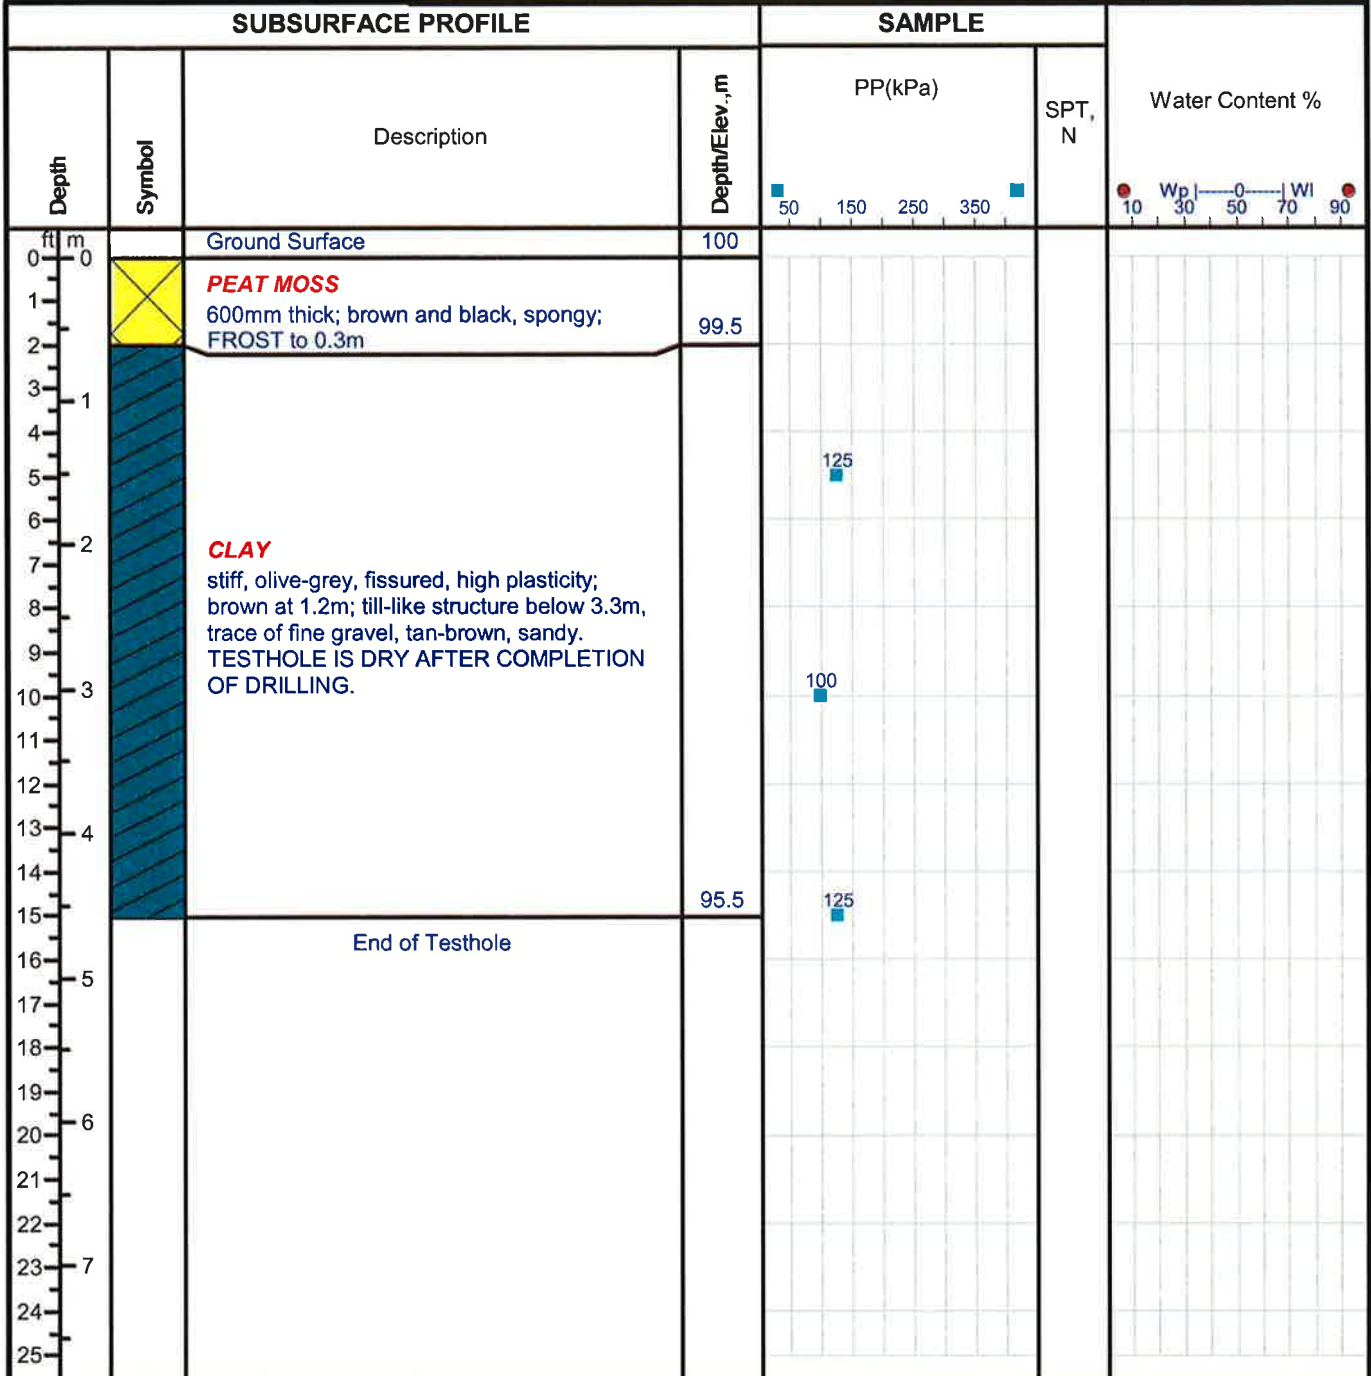 SUBSURFACE PROFILE
SAMPLE
Depth
Symbol
Description
Depth/Elev.,m
PP(kPa)
SPT,
N
Water Content %
Wp |-----0-----| Wl
50 150 250 350
10 30 50 70 90
ft m
Ground Surface
100
0 0
PEAT MOSS
1
600mm thick; brown and black, spongy;
99.5
FROST to 0.3m
2
3
1
4
125
5
6
2
CLAY
7
stiff, olive-grey, fissured, high plasticity;
brown at 1.2m; till-like structure below 3.3m,
8
trace of fine gravel, tan-brown, sandy.
9
TESTHOLE IS DRY AFTER COMPLETION
100
OF DRILLING.
3
10
11
12
13
4
14
95.5
125
15
End of Testhole
16
5
17
18
19
6
20
21
22
23
7
24
25